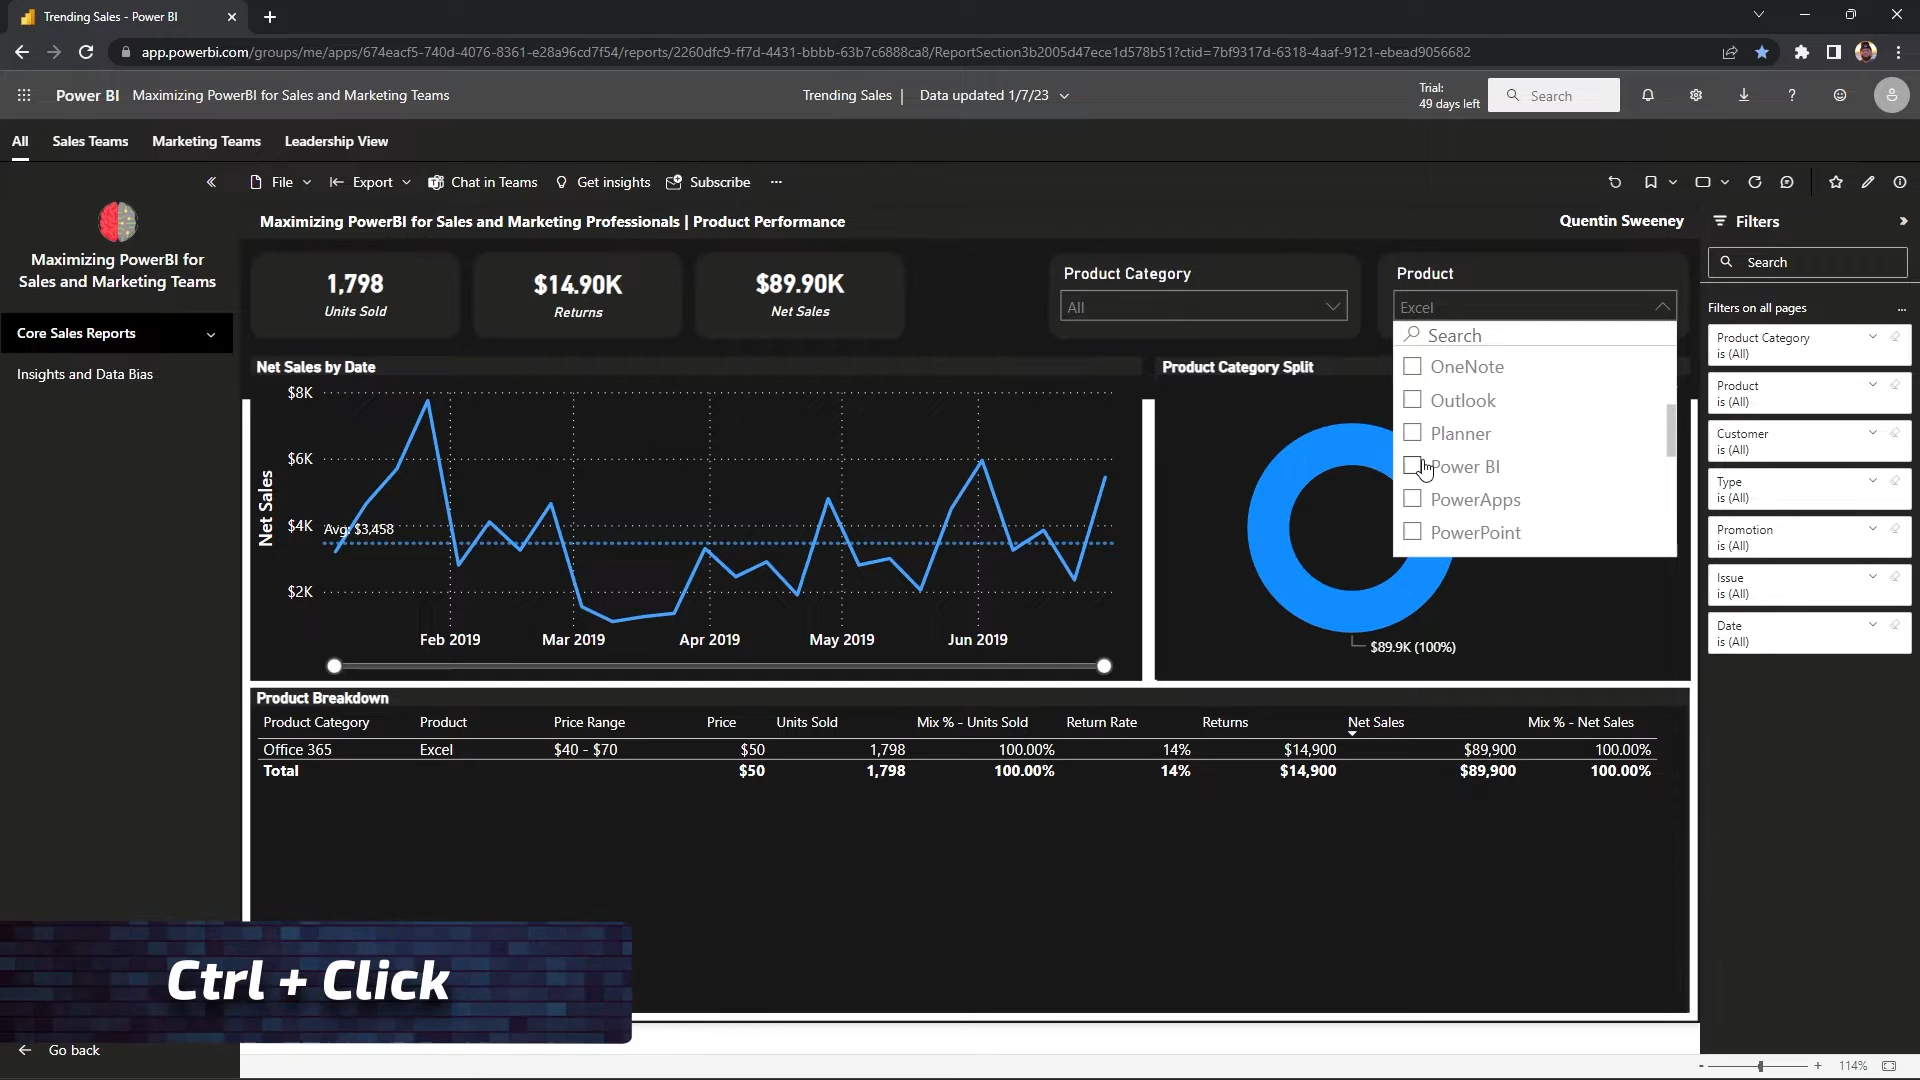 Trending Sales - Power BI
app.powerbi.com/groups/me/apps/674eacf5-740d-4076-8361-e28a96cd7f54/reports/2260dfc9-ff7d-4431-bbbb-63b7c6888ca8/ReportSection3b2005d47ece1d578b51?ctid=7bf9317d-6318-4aaf-9121-ebead9056682
Power BI Maximizing PowerBI for Sales and Marketing Teams
Trending Sales | Data updated 1/7/23
Trial:
49 days left
Search
All Sales Teams Marketing Teams Leadership View
File Export Chat in Teams Get insights Subscribe ...
Maximizing PowerBI for
Sales and Marketing Teams
Core Sales Reports
Insights and Data Bias
Go back
Maximizing PowerBI for Sales and Marketing Professionals | Product Performance
Quentin Sweeney
1,798
Units Sold
$14.90K
Returns
$89.90K
Net Sales
Product Category
All
Product
Excel
Search
OneNote
Outlook
Planner
Power BI
PowerApps
PowerPoint
Net Sales by Date
Net Sales
$8K
$6K
$4K
$2K
Avg: $3,458
Feb 2019 Mar 2019 Apr 2019 May 2019 Jun 2019
Product Category Split
$89.9K (100%)
Product Breakdown
Product Category Product Price Range Price Units Sold Mix % - Units Sold Return Rate Returns Net Sales Mix % - Net Sales
Office 365 Excel $40 - $70 $50 1,798 100.00% 14% $14,900 $89,900 100.00%
Total $50 1,798 100.00% 14% $14,900 $89,900 100.00%
Filters
Search
Filters on all pages ...
Product Category
is (All)
Product
is (All)
Customer
is (All)
Type
is (All)
Promotion
is (All)
Issue
is (All)
Date
is (All)
Ctrl + Click
- + 114%